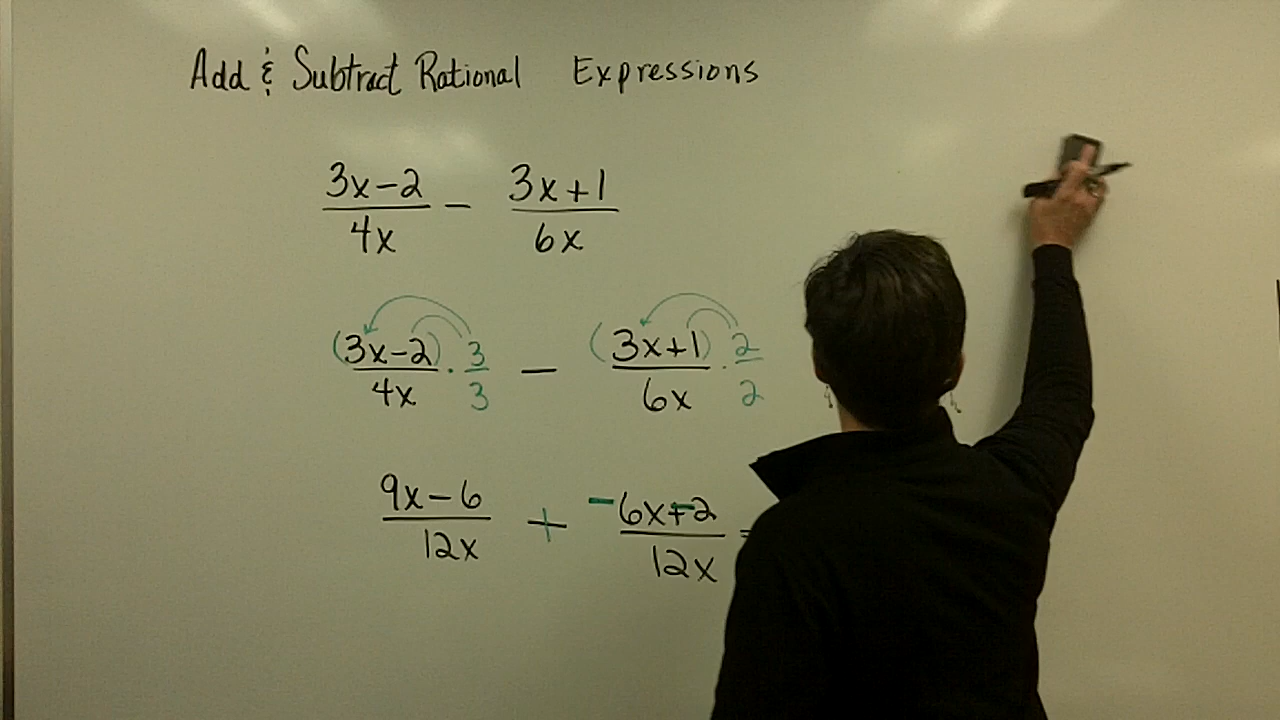 Add & Subtract Rational Expressions
3x-2 3x+1
— - —
4x 6x
(3x-2) · 3/3 - (3x+1) · 2/2
4x 6x
9x-6 + -6x-2 =
12x 12x